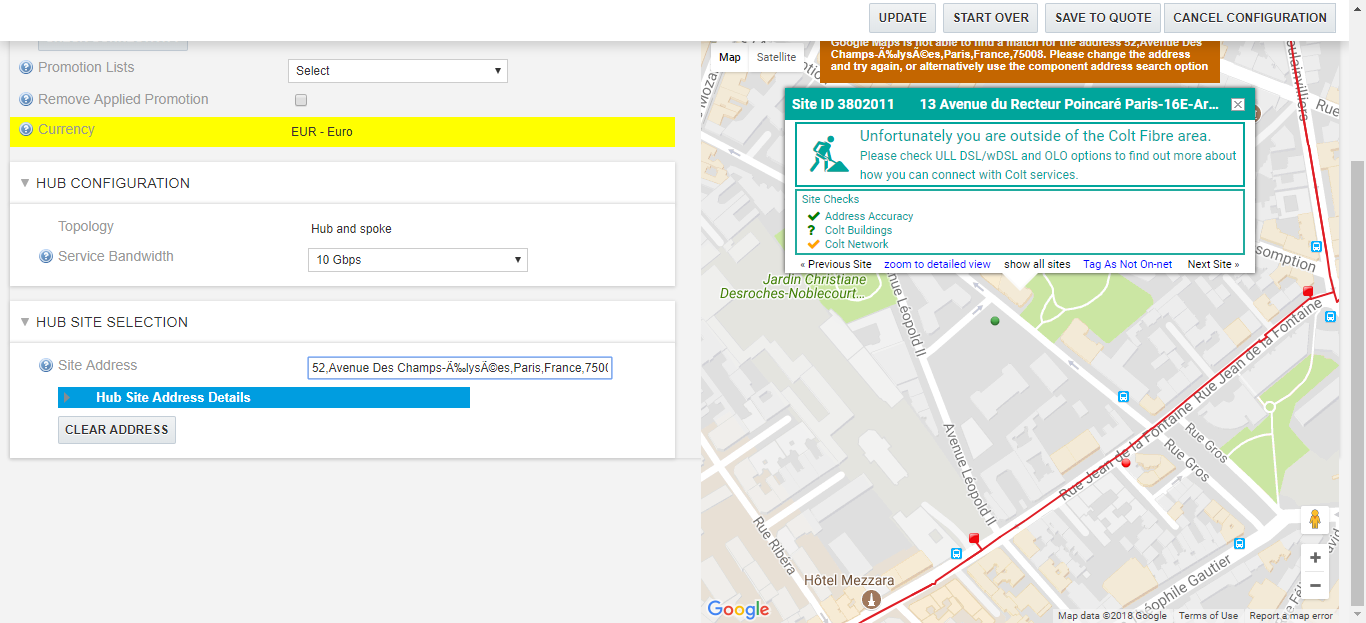 UPDATE
START OVER
SAVE TO QUOTE
CANCEL CONFIGURATION
Promotion Lists
Select
Remove Applied Promotion
Currency
EUR - Euro
HUB CONFIGURATION
Topology
Hub and spoke
Service Bandwidth
10 Gbps
HUB SITE SELECTION
Site Address
52,Avenue Des Champs-Ä‰lysÄ©es,Paris,France,750
Hub Site Address Details
CLEAR ADDRESS
Map
Satellite
Google Maps is not able to find a match for the address 52,Avenue Des
Champs-Ä‰lysÄ©es,Paris,France,75008. Please change the address
and try again, or alternatively use the component address search option
Site ID 3802011
13 Avenue du Recteur Poincaré Paris-16E-Ar...
Unfortunately you are outside of the Colt Fibre area.
Please check ULL DSL/wDSL and OLO options to find out more about
how you can connect with Colt services.
Site Checks
Address Accuracy
Colt Buildings
Colt Network
« Previous Site
zoom to detailed view
show all sites
Tag As Not On-net
Next Site »
Mozart
Rue
Jardin Christiane
Desroches-Noblecourt...
Avenue Léopold II
Avenue Léopold II
Rue Jean de la Fontaine
Rue Jean de la Fontaine
Rue Gros
Rue Gros
Rue Ribéra
Hôtel Mezzara
Google
Map data ©2018 Google
Terms of Use
Report a map error